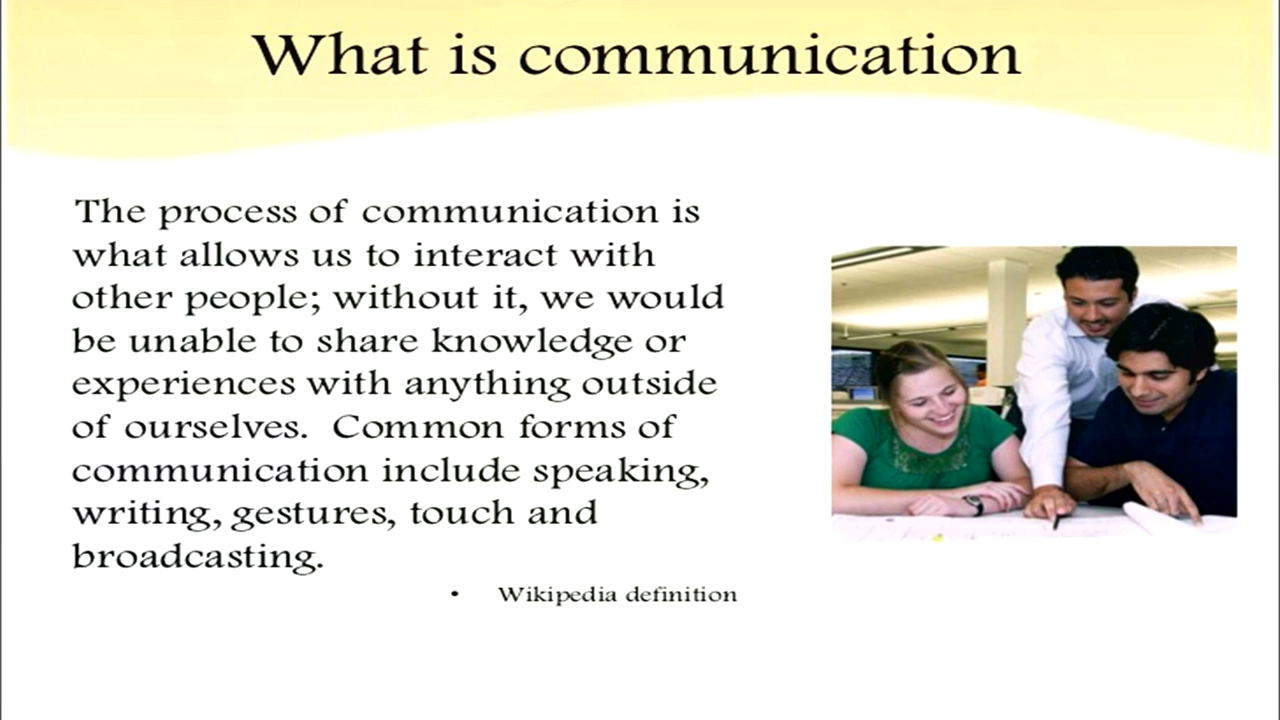 What is communication
The process of communication is
what allows us to interact with
other people; without it, we would
be unable to share knowledge or
experiences with anything outside
of ourselves.  Common forms of
communication include speaking,
writing, gestures, touch and
broadcasting.
• Wikipedia definition